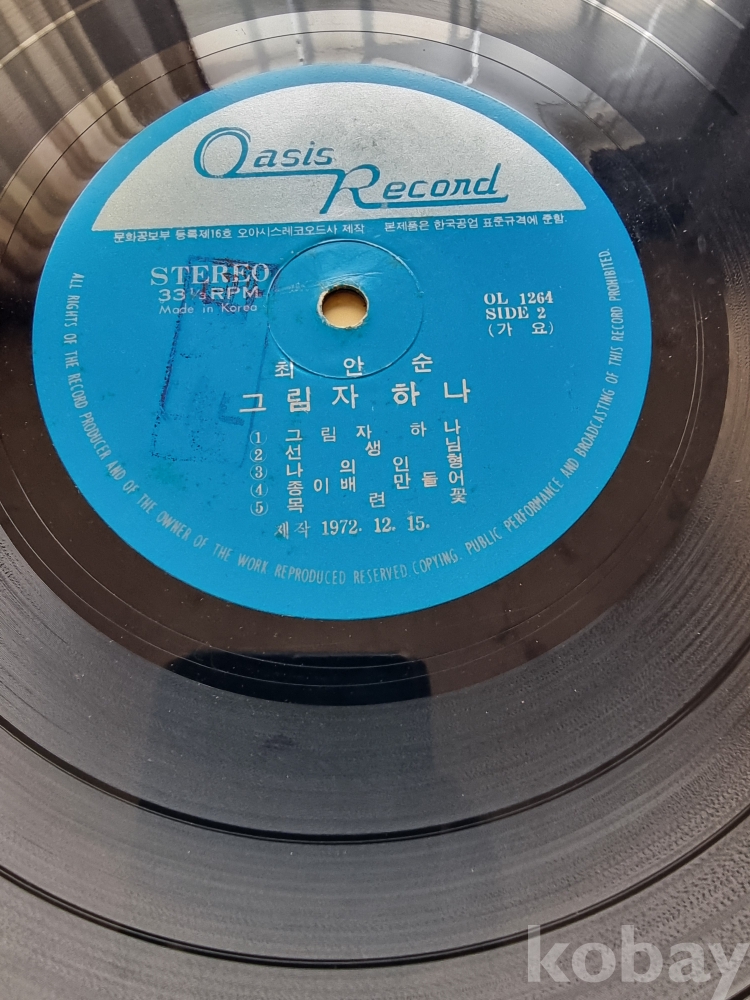 Oasis
Record
문화공보부 등록제16호 오아시스레코오드사 제작 본제품은 한국공업 표준규격에 준함
STEREO
33 1/3 RPM
Made in Korea
OL 1264
SIDE 2
(가 요)
최 안 순
그림자 하나
① 그림자 하나
② 선 생 님
③ 나 의 인 형
④ 종이배 만들어
⑤ 목 련 꽃
제작 1972. 12. 15.
ALL RIGHTS OF THE RECORD PRODUCER AND OF THE OWNER OF THE WORK REPRODUCED RESERVED. COPYING. PUBLIC PERFORMANCE AND BROADCASTING OF THIS RECORD PROHIBITED.
kobay